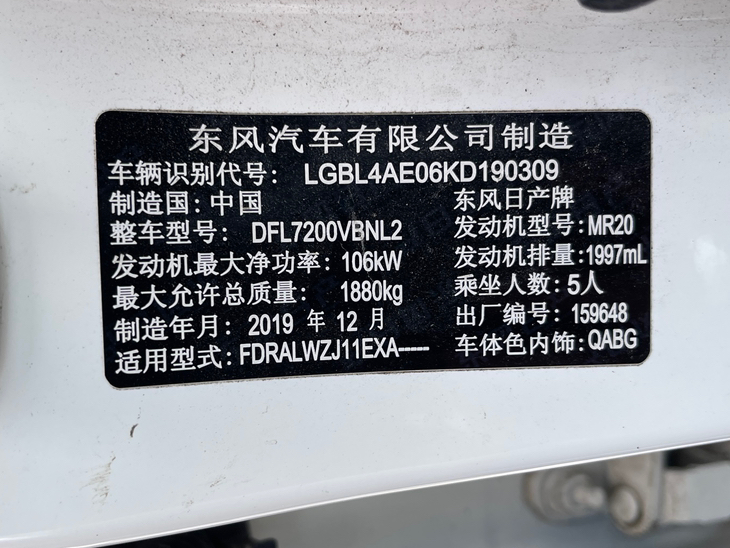 东风汽车有限公司制造
车辆识别代号: LGBL4AE06KD190309
制造国: 中国 东风日产牌
整车型号: DFL7200VBNL2 发动机型号: MR20
发动机最大净功率: 106kW 发动机排量: 1997mL
最大允许总质量: 1880kg 乘坐人数: 5人
制造年月: 2019 年 12 月 出厂编号: 159648
适用型式: FDRALWZJ11EXA----- 车体色内饰: QABG